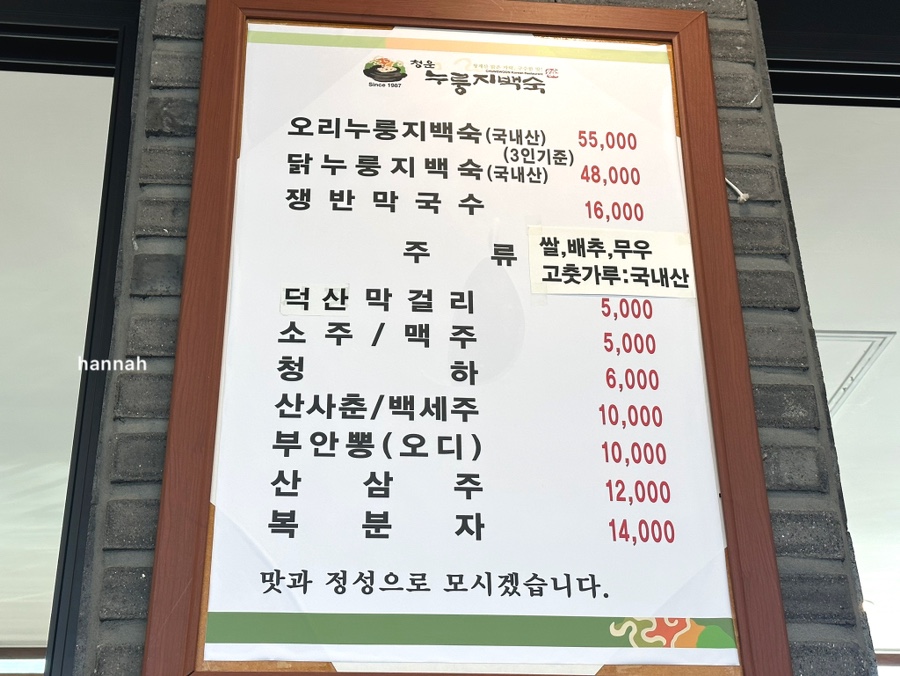 청운
누룽지백숙
Since 1987
오리누룽지백숙(국내산) 55,000
(3인기준)
닭누룽지백숙(국내산) 48,000
쟁반막국수 16,000
주 류
쌀,배추,무우
고춧가루:국내산
덕산막걸리 5,000
소주/맥주 5,000
청하 6,000
산사춘/백세주 10,000
부안뽕(오디) 10,000
산삼주 12,000
복분자 14,000
맛과 정성으로 모시겠습니다.
hannah